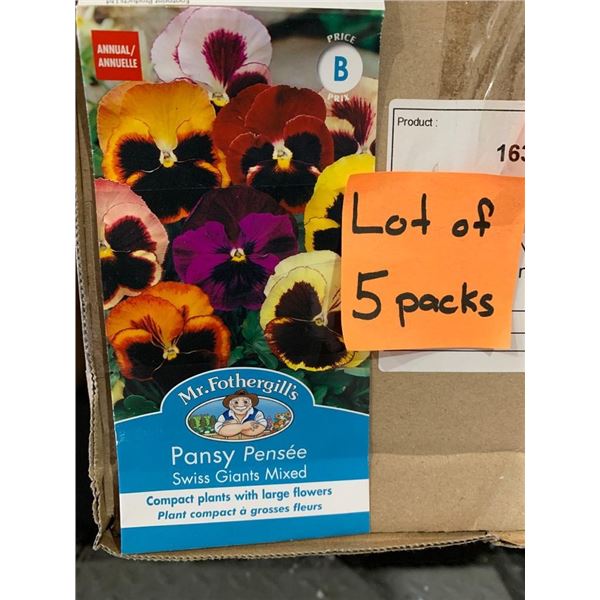 ANNUAL/
ANNUELLE
PRICE
B
PRIX
Product :
163
Lot of
5 packs
Mr.Fothergill's
Pansy Pensée
Swiss Giants Mixed
Compact plants with large flowers
Plant compact à grosses fleurs